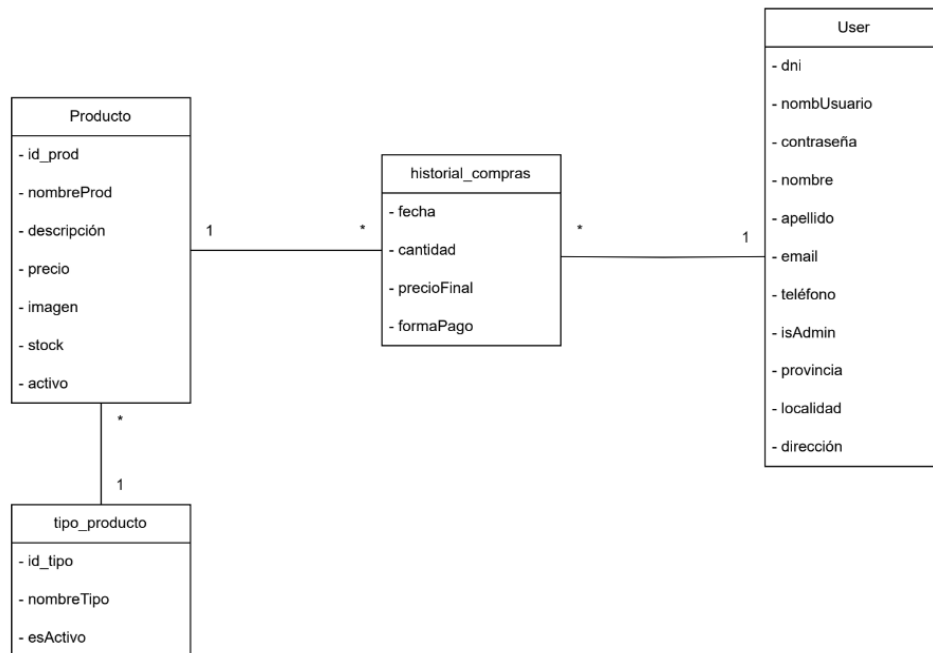 Producto
- id_prod
- nombreProd
- descripción
- precio
- imagen
- stock
- activo
1
*
historial_compras
- fecha
- cantidad
- precioFinal
- formaPago
*
1
User
- dni
- nombUsuario
- contraseña
- nombre
- apellido
- email
- teléfono
- isAdmin
- provincia
- localidad
- dirección
*
1
tipo_producto
- id_tipo
- nombreTipo
- esActivo